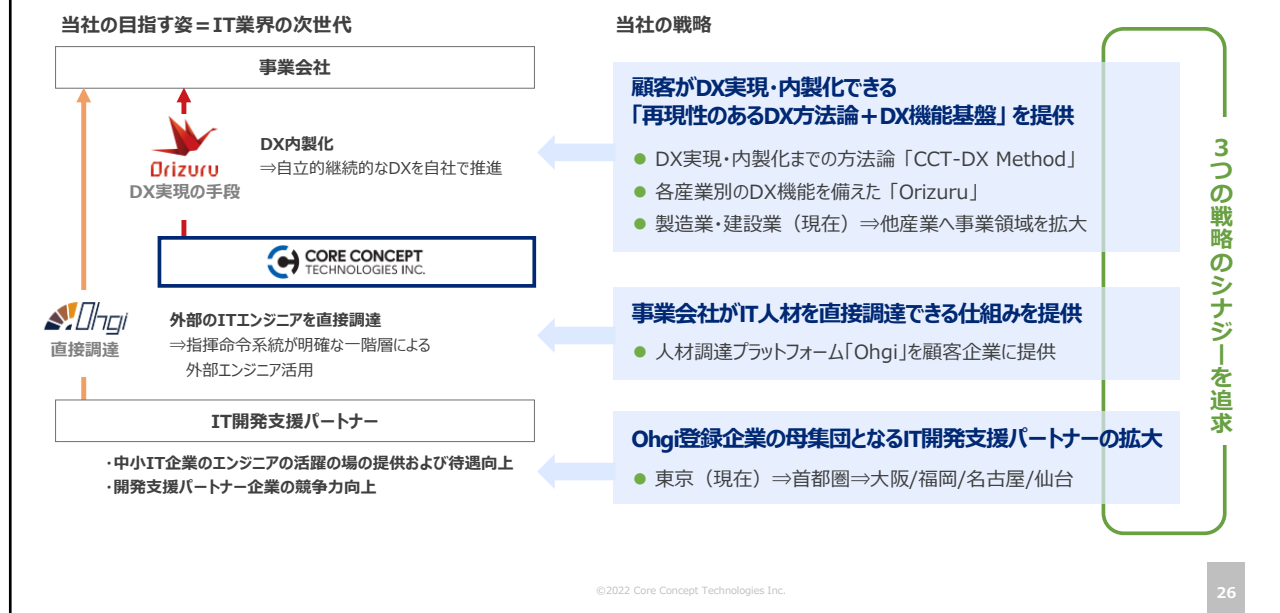 当社の目指す姿＝IT業界の次世代
事業会社
Orizuru
DX実現の手段
DX内製化
⇒自立的継続的なDXを自社で推進
CORE CONCEPT
TECHNOLOGIES INC.
Ohgi
直接調達
外部のITエンジニアを直接調達
⇒指揮命令系統が明確な一階層による
外部エンジニア活用
IT開発支援パートナー
・中小IT企業のエンジニアの活躍の場の提供および待遇向上
・開発支援パートナー企業の競争力向上
当社の戦略
顧客がDX実現・内製化できる
「再現性のあるDX方法論＋DX機能基盤」を提供
● DX実現・内製化までの方法論「CCT-DX Method」
● 各産業別のDX機能を備えた「Orizuru」
● 製造業・建設業（現在）⇒他産業へ事業領域を拡大
事業会社がIT人材を直接調達できる仕組みを提供
● 人材調達プラットフォーム「Ohgi」を顧客企業に提供
Ohgi登録企業の母集団となるIT開発支援パートナーの拡大
● 東京（現在）⇒首都圏⇒大阪/福岡/名古屋/仙台
3つの戦略のシナジーを追求
©2022 Core Concept Technologies Inc.
26